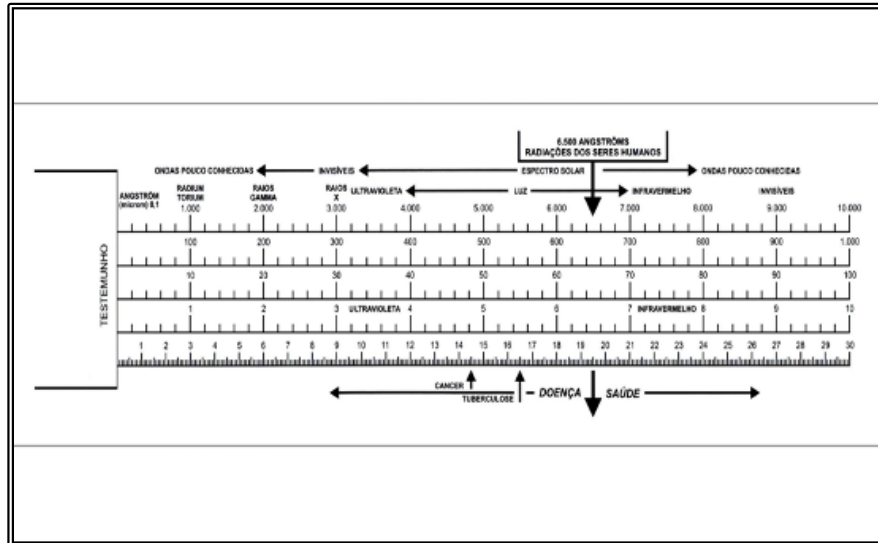 6.500 ANGSTRÖMS
RADIAÇÕES DOS SERES HUMANOS
ONDAS POUCO CONHECIDAS INVISÍVEIS ESPECTRO SOLAR ONDAS POUCO CONHECIDAS
ANGSTRÖM
(microm) 0,1
RADIUM
TORIUM
1.000
RAIOS
GAMMA
2.000
RAIOS
X
3.000
ULTRAVIOLETA LUZ INFRAVERMELHO INVISÍVEIS
4.000 5.000 6.000 7.000 8.000 9.000 10.000
100 200 300 400 500 600 700 800 900 1.000
10 20 30 40 50 60 70 80 90 100
1 2 3 ULTRAVIOLETA 4 5 6 7 INFRAVERMELHO 8 9 10
1 2 3 4 5 6 7 8 9 10 11 12 13 14 15 16 17 18 19 20 21 22 23 24 25 26 27 28 29 30
TESTEMUNHO
CANCER
TUBERCULOSE
– DOENÇA SAÚDE